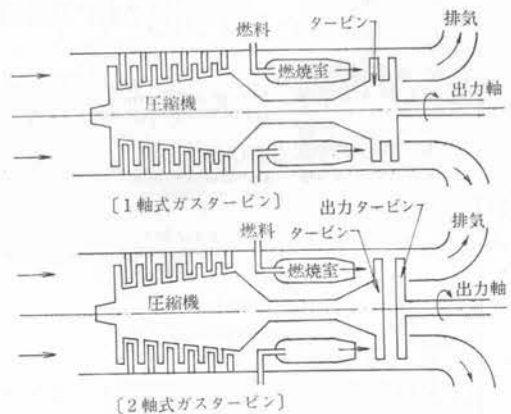 燃料
タービン
排気
燃焼室
出力軸
圧縮機
〔1軸式ガスタービン〕
出力タービン
燃料
タービン
排気
燃焼室
出力軸
圧縮機
〔2軸式ガスタービン〕